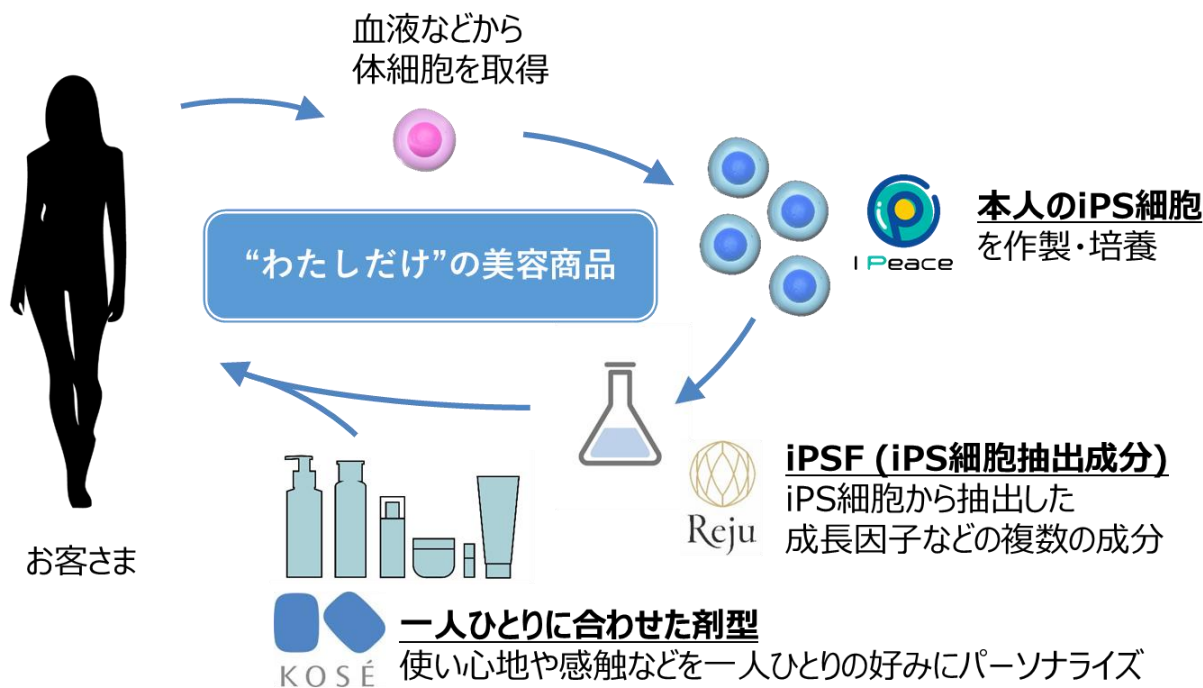 血液などから
体細胞を取得
“わたしだけ”の美容商品
I Peace
本人のiPS細胞
を作製・培養
iPSF (iPS細胞抽出成分)
iPS細胞から抽出した
成長因子などの複数の成分
Reju
お客さま
一人ひとりに合わせた剤型
使い心地や感触などを一人ひとりの好みにパーソナライズ
KOSÉ